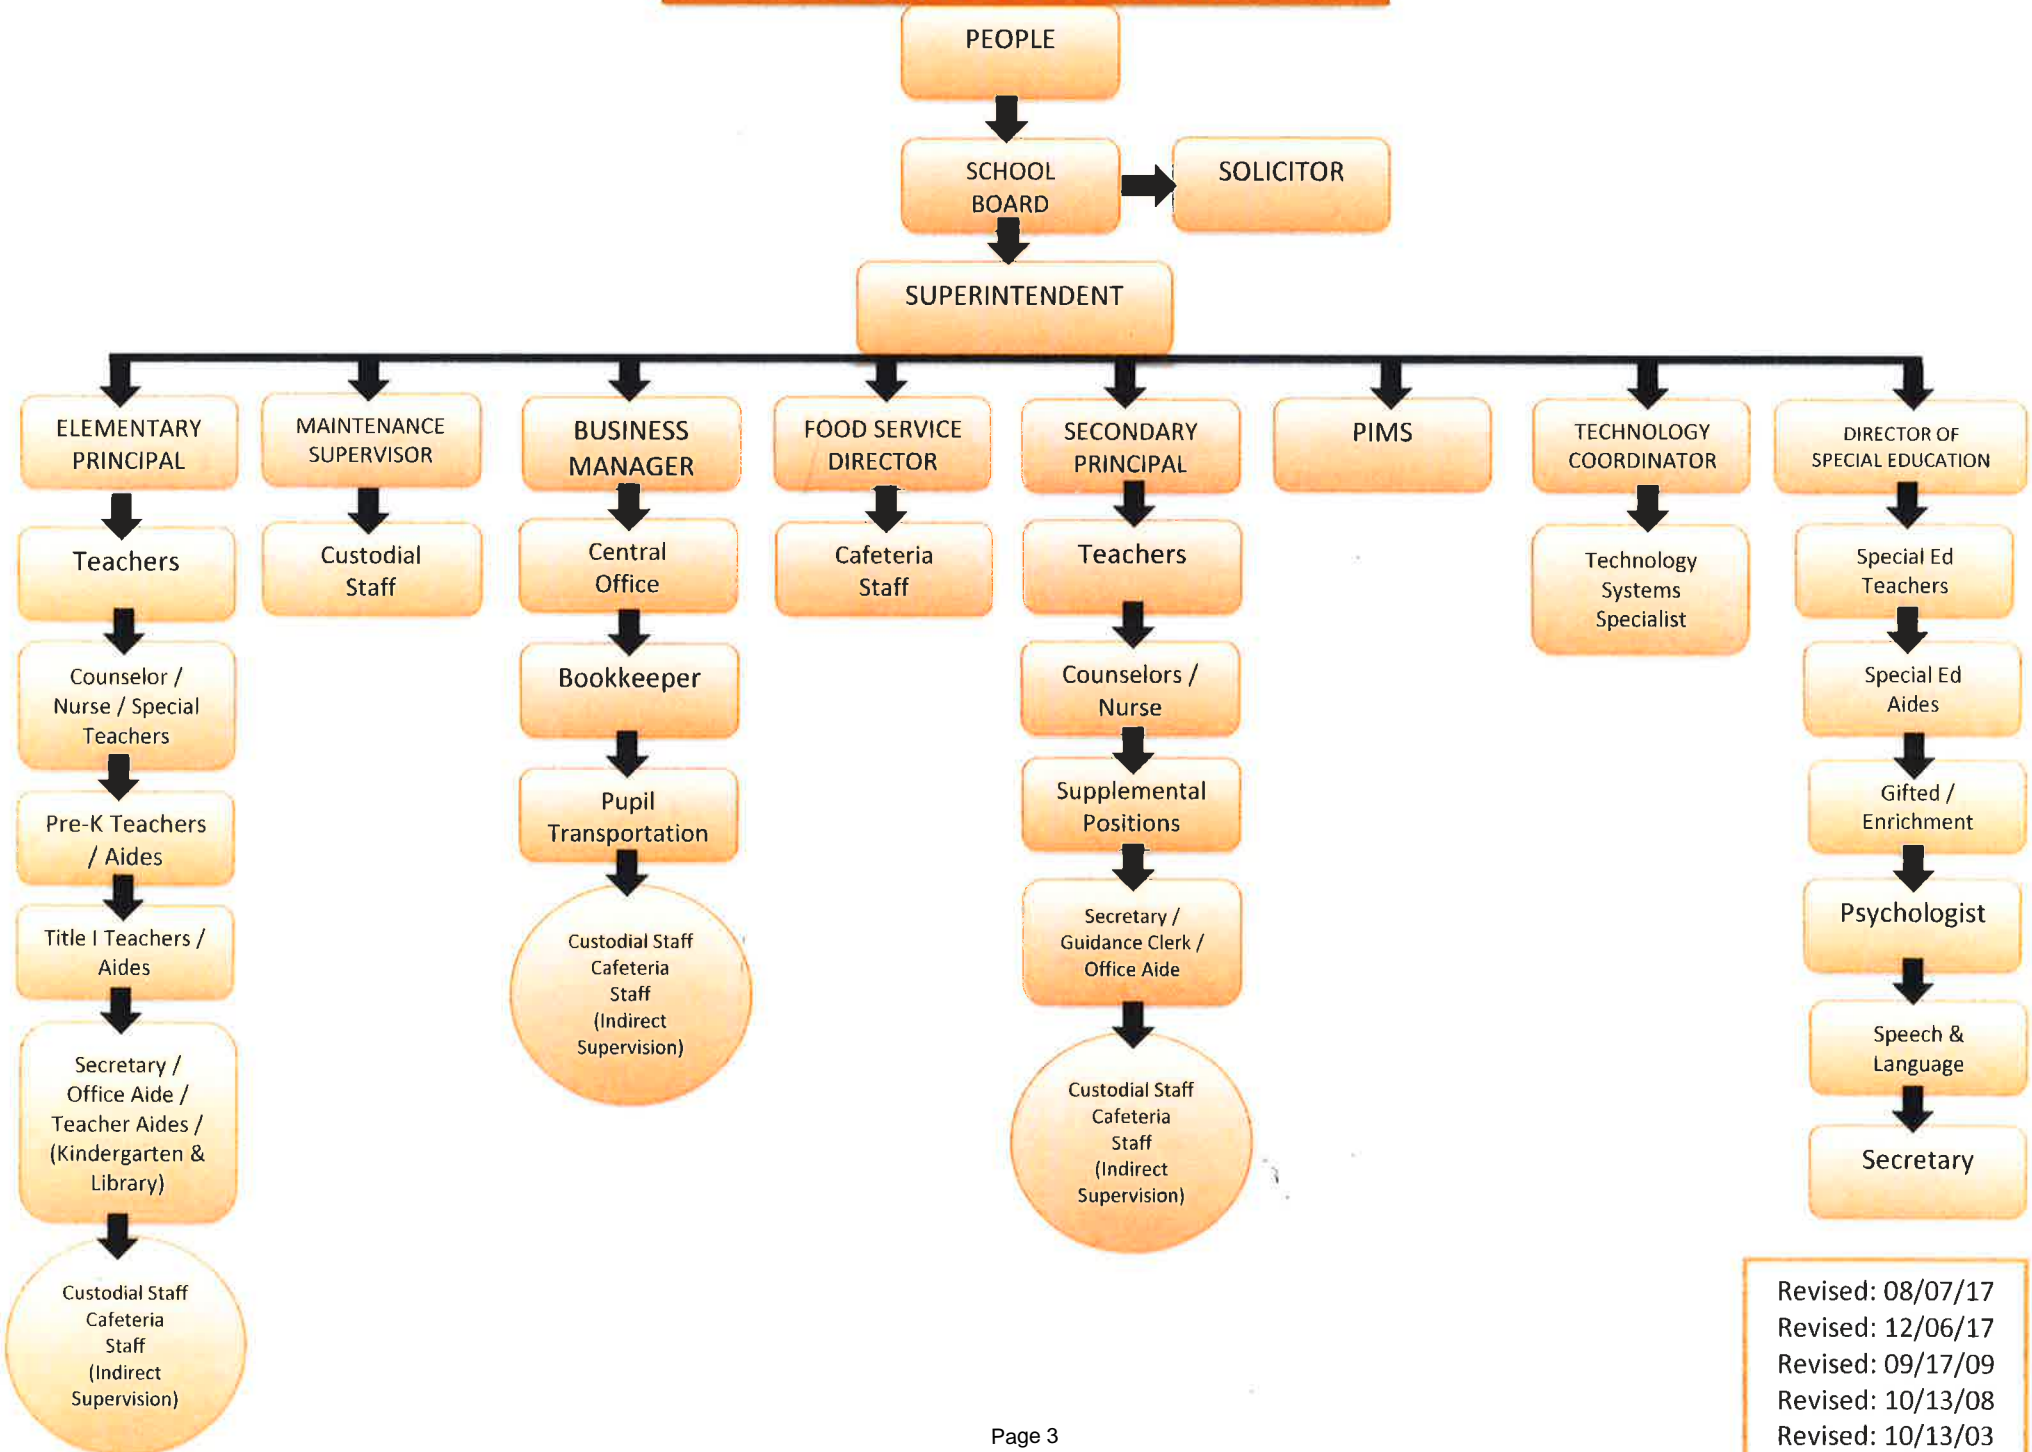 PEOPLE
SCHOOL
BOARD
SOLICITOR
SUPERINTENDENT
ELEMENTARY
PRINCIPAL
Teachers
Counselor /
Nurse / Special
Teachers
Pre-K Teachers
/ Aides
Title I Teachers /
Aides
Secretary /
Office Aide /
Teacher Aides /
(Kindergarten &
Library)
Custodial Staff
Cafeteria
Staff
(Indirect
Supervision)
MAINTENANCE
SUPERVISOR
Custodial
Staff
BUSINESS
MANAGER
Central
Office
Bookkeeper
Pupil
Transportation
Custodial Staff
Cafeteria
Staff
(Indirect
Supervision)
FOOD SERVICE
DIRECTOR
Cafeteria
Staff
SECONDARY
PRINCIPAL
Teachers
Counselors /
Nurse
Supplemental
Positions
Secretary /
Guidance Clerk /
Office Aide
Custodial Staff
Cafeteria
Staff
(Indirect
Supervision)
PIMS
TECHNOLOGY
COORDINATOR
Technology
Systems
Specialist
DIRECTOR OF
SPECIAL EDUCATION
Special Ed
Teachers
Special Ed
Aides
Gifted /
Enrichment
Psychologist
Speech &
Language
Secretary
Revised: 08/07/17
Revised: 12/06/17
Revised: 09/17/09
Revised: 10/13/08
Revised: 10/13/03
Page 3